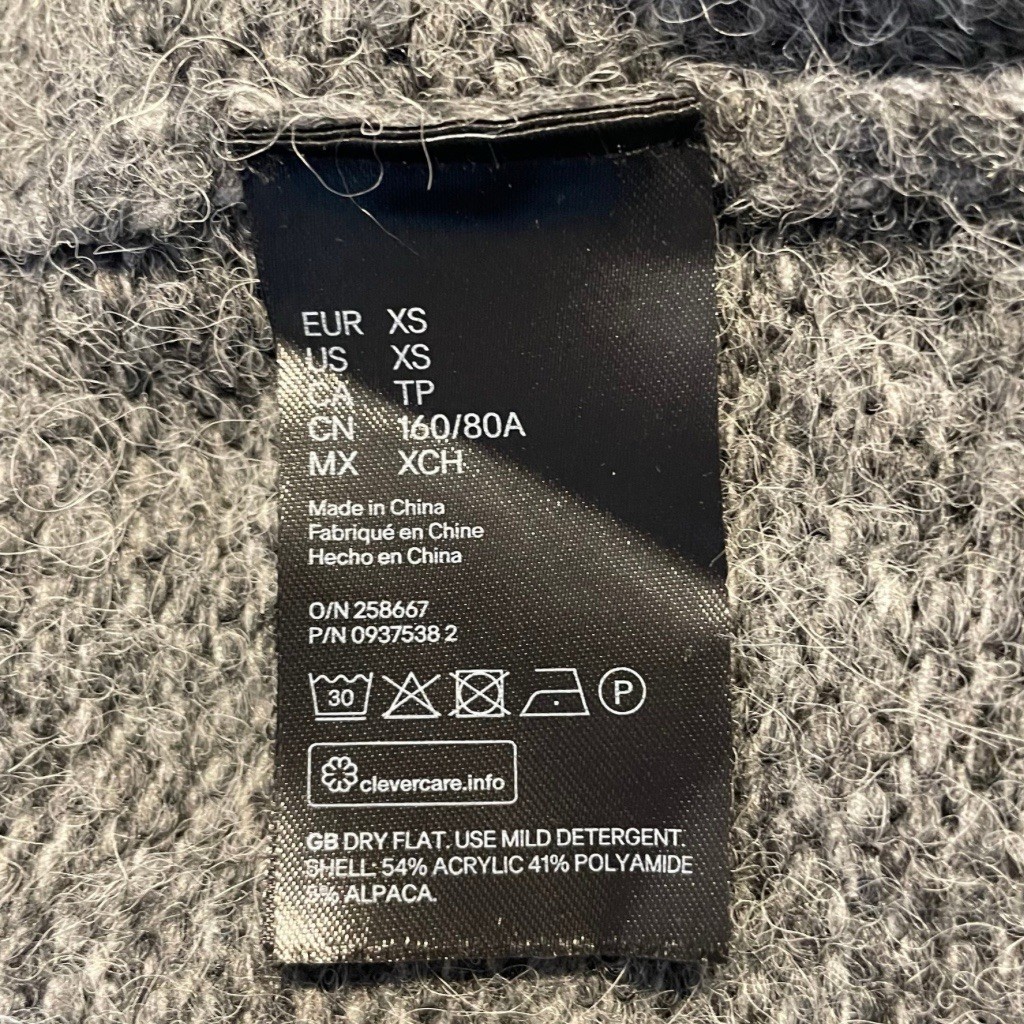 EUR XS
US XS
CA TP
CN 160/80A
MX XCH
Made in China
Fabriqué en Chine
Hecho en China
O/N 258667
P/N 0937538 2
30 P
clevercare.info
GB DRY FLAT. USE MILD DETERGENT.
SHELL: 54% ACRYLIC 41% POLYAMIDE
5% ALPACA.